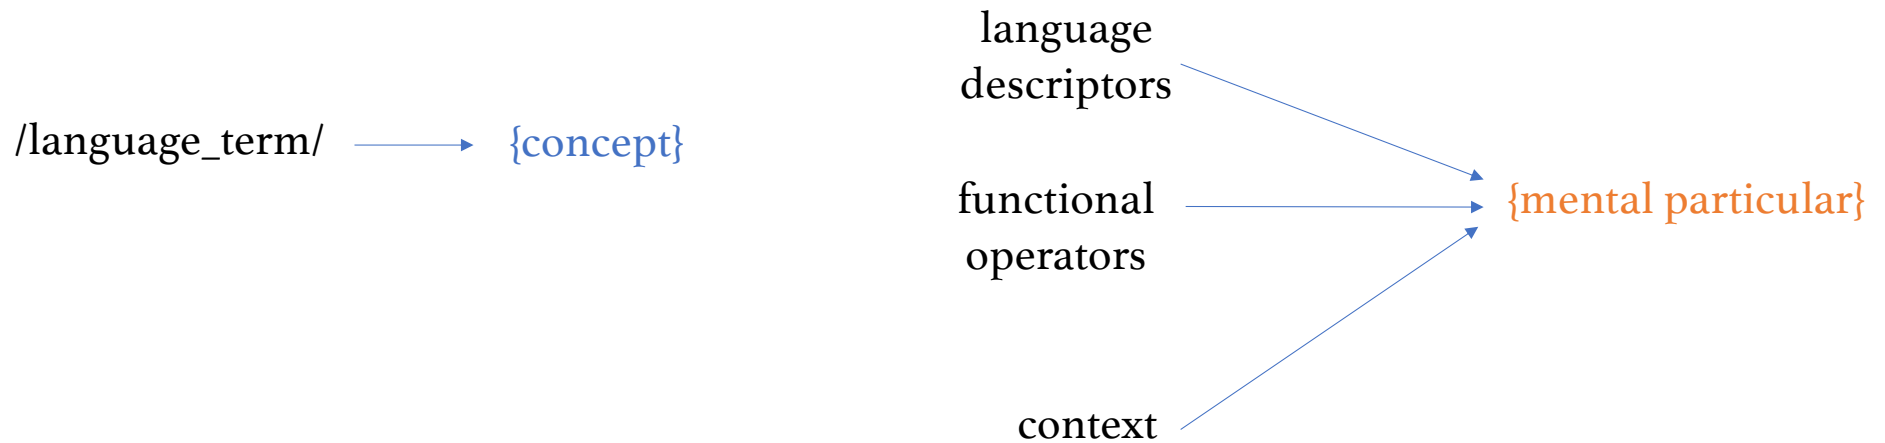 /language_term/
{concept}
language
descriptors
functional
operators
context
{mental particular}